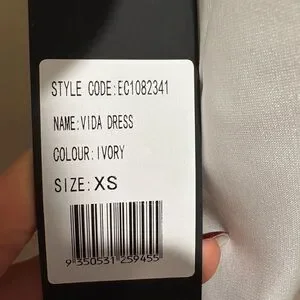 STYLE CODE:EC1082341
NAME:VIDA DRESS
COLOUR:IVORY
SIZE:XS
9 350531 259455